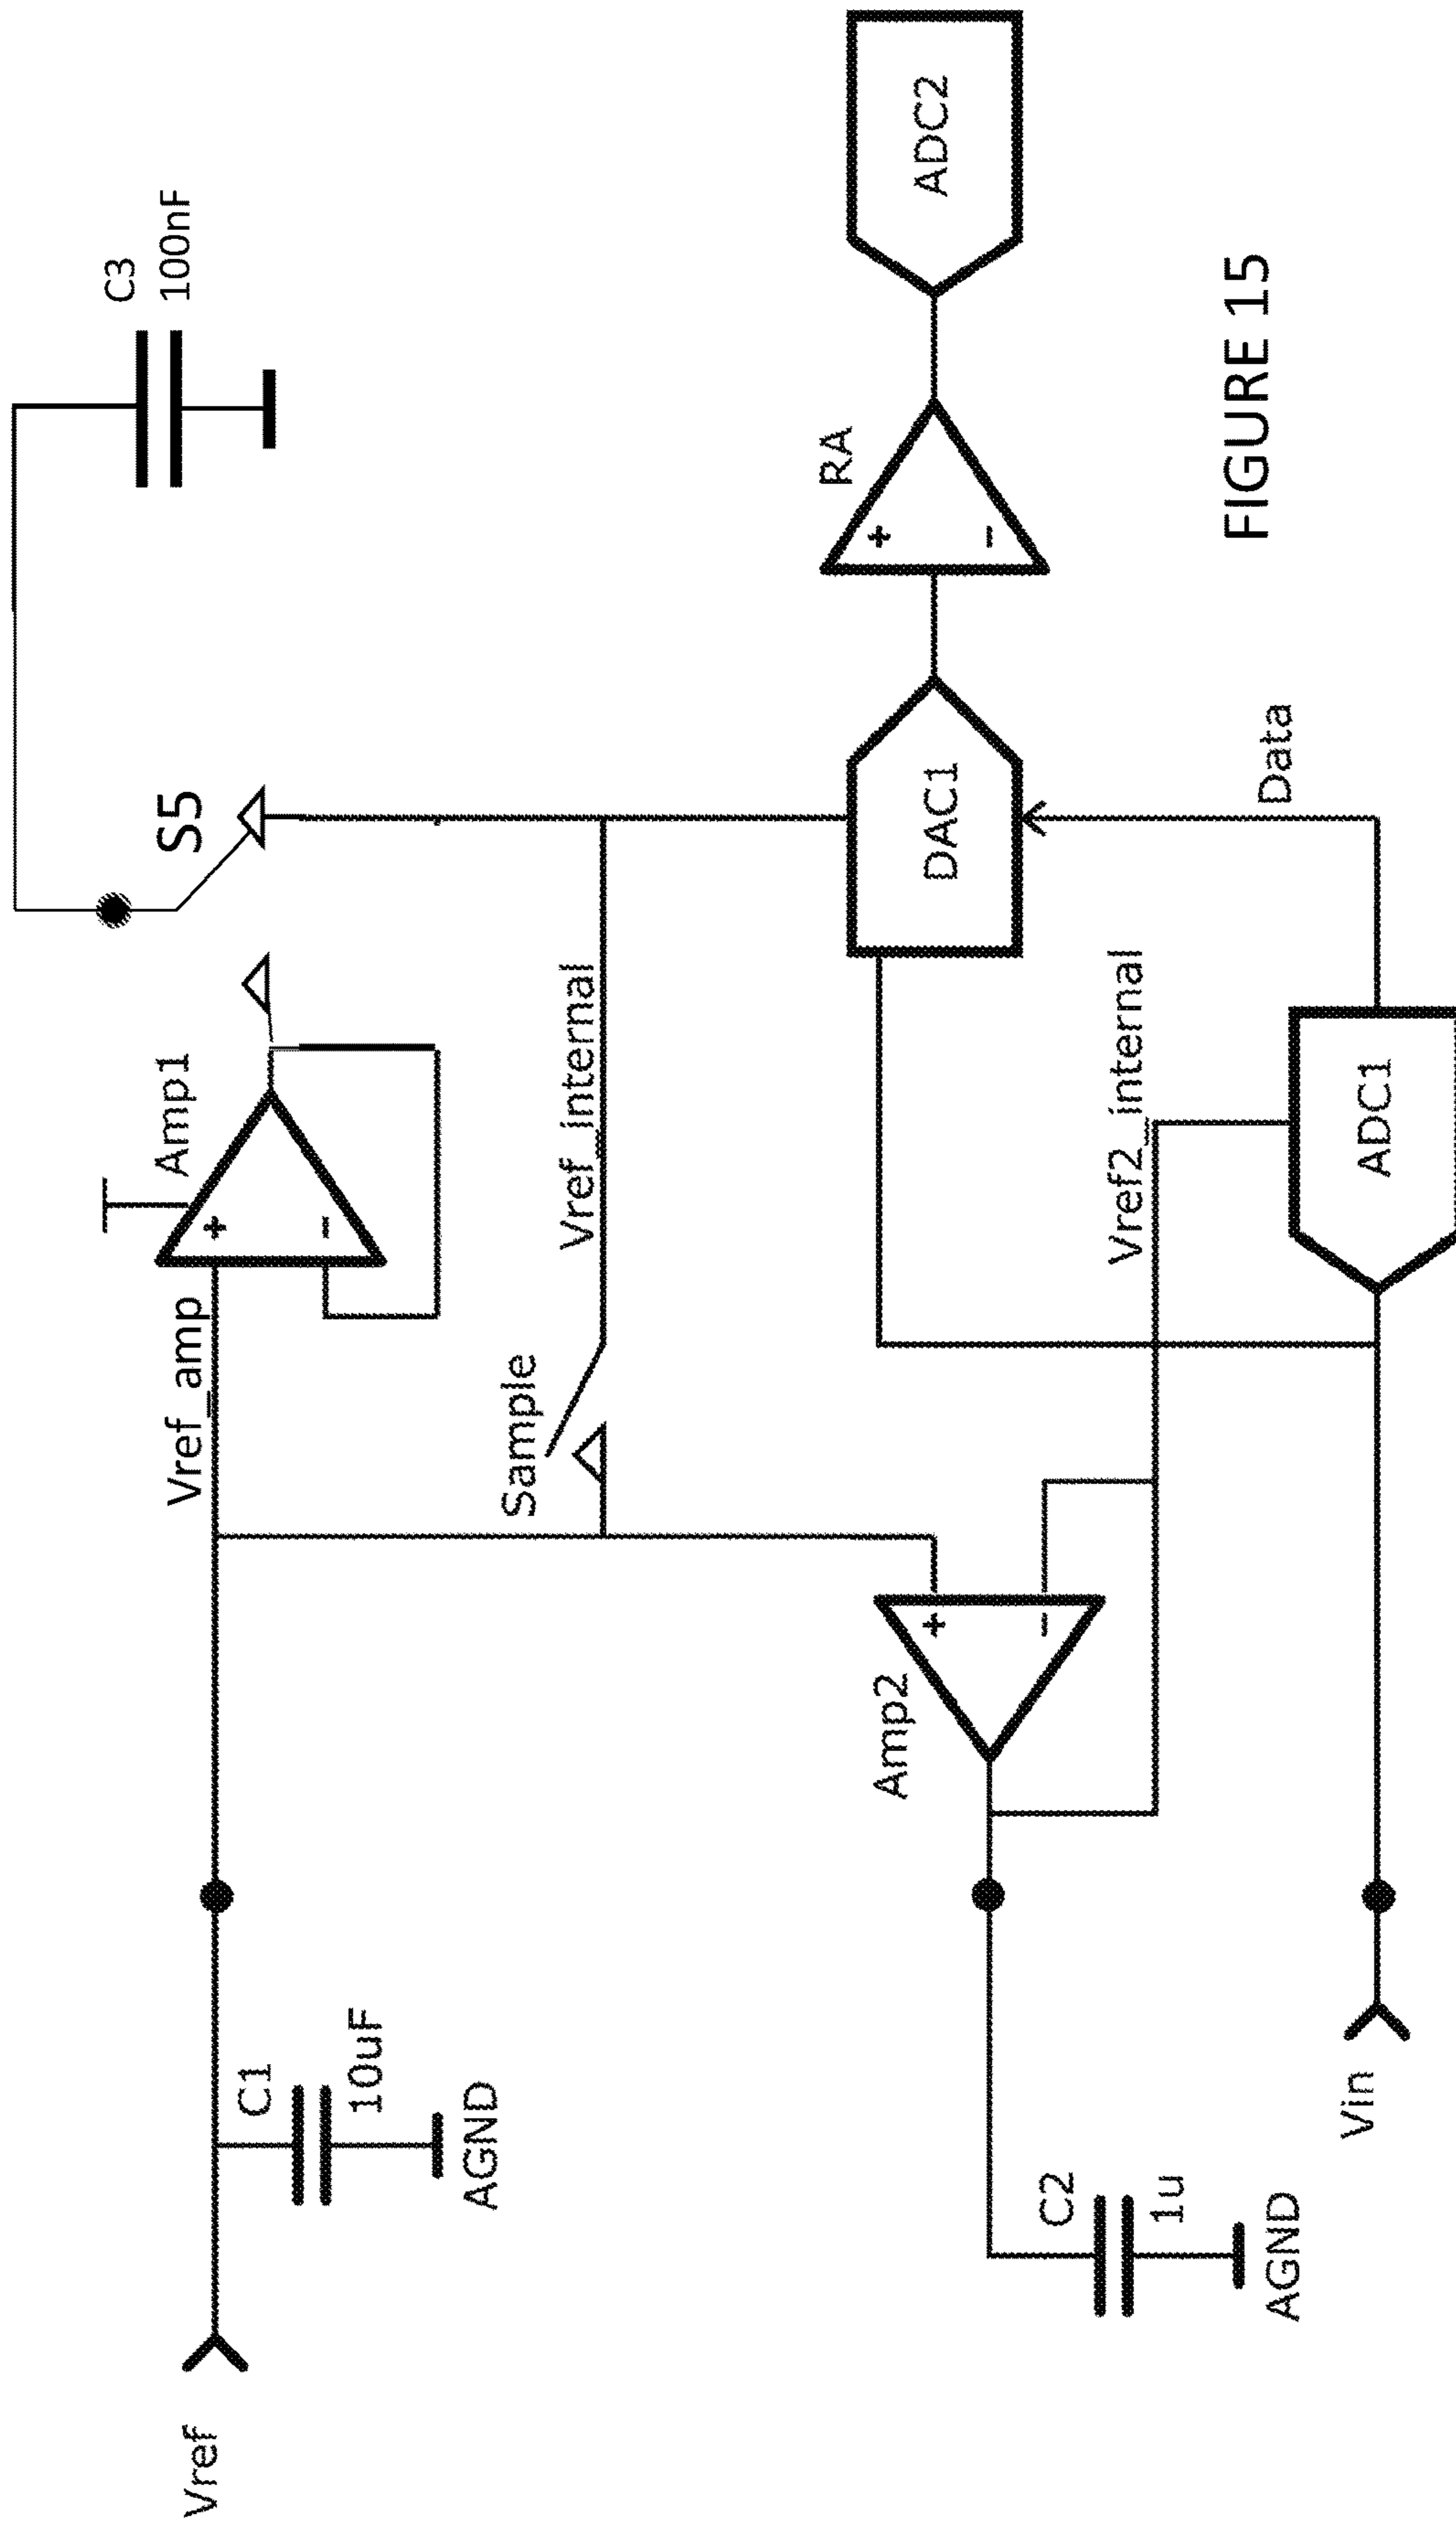 C3
100nF
S5
Amp1
Vref_amp
+
−
Vref
C1
10uF
AGND
Sample
Vref_internal
RA
+
−
ADC2
DAC1
Amp2
+
−
Vref2_internal
Data
C2
1u
AGND
Vin
ADC1
FIGURE 15